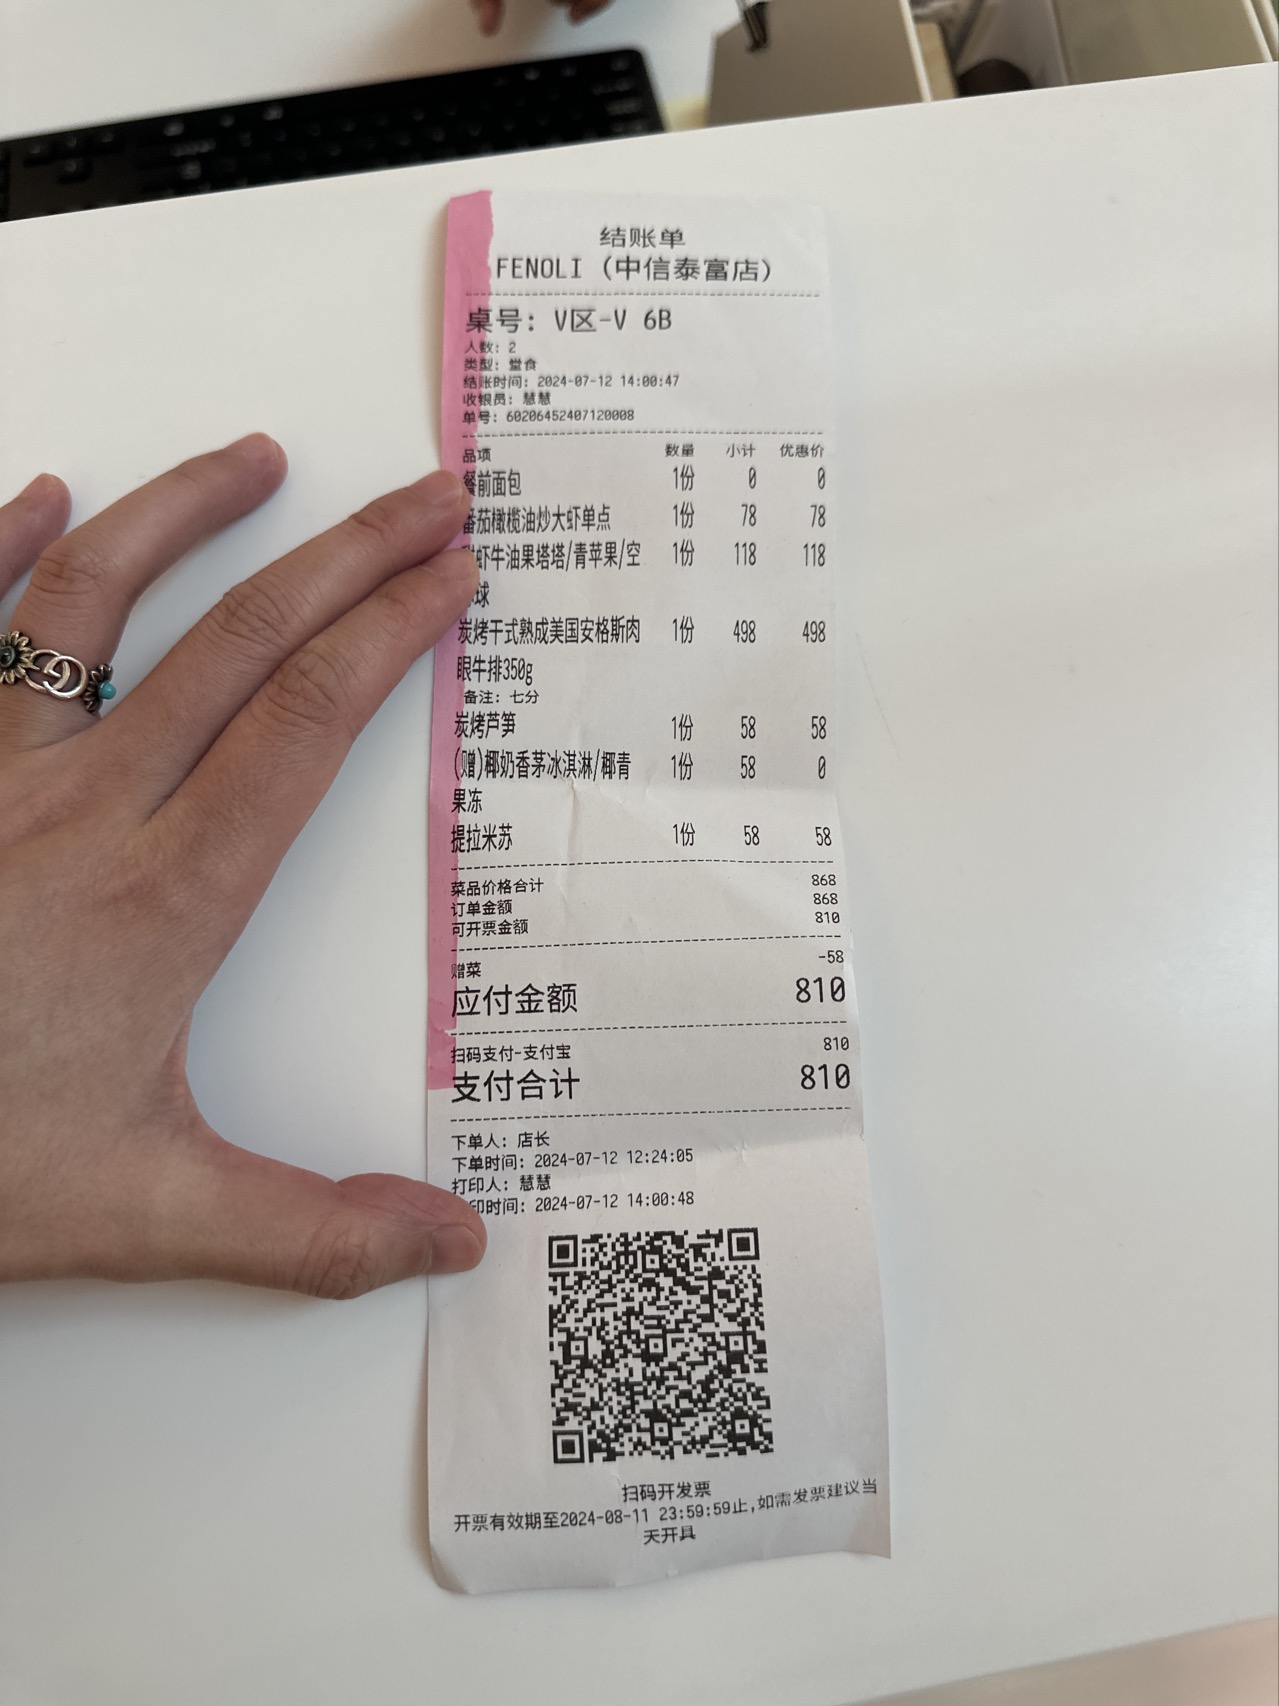 结账单
FENOLI (中信泰富店)
桌号: V区-V 6B
人数: 2
类型: 堂食
结账时间: 2024-07-12 14:00:47
收银员: 慧慧
单号: 60206452407120008
品项 数量 小计 优惠价
餐前面包 1份 0 0
番茄橄榄油炒大虾单点 1份 78 78
虾牛油果塔塔/青苹果/空 1份 118 118
球
炭烤干式熟成美国安格斯肉 1份 498 498
眼牛排350g
备注: 七分
炭烤芦笋 1份 58 58
(赠)椰奶香茅冰淇淋/椰青 1份 58 0
果冻
提拉米苏 1份 58 58
菜品价格合计 868
订单金额 868
可开票金额 810
赠菜 -58
应付金额 810
扫码支付-支付宝 810
支付合计 810
下单人: 店长
下单时间: 2024-07-12 12:24:05
打印人: 慧慧
印时间: 2024-07-12 14:00:48
扫码开发票
开票有效期至2024-08-11 23:59:59止,如需发票建议当
天开具